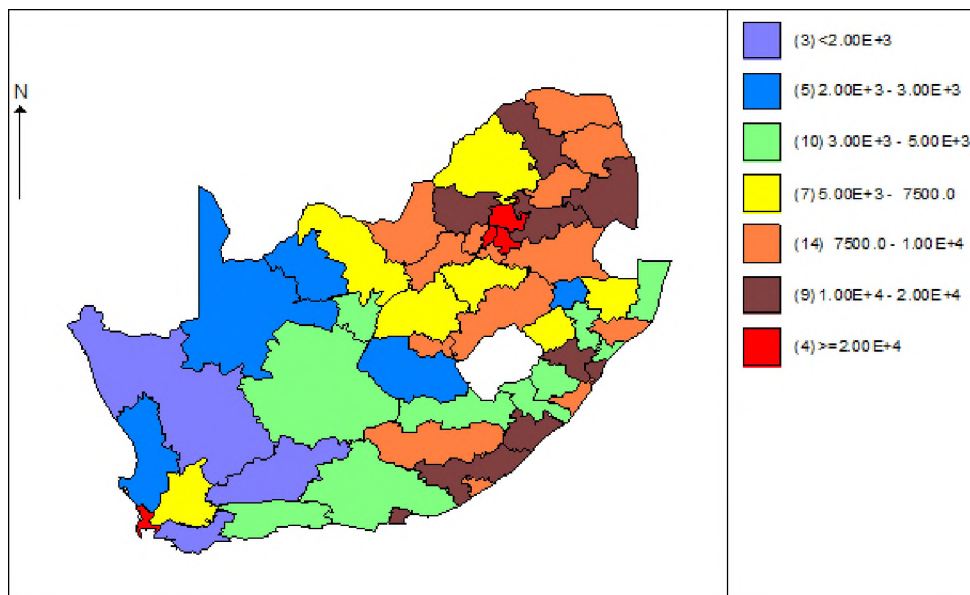 N
(3) <2.00E+3
(5) 2.00E+3 - 3.00E+3
(10) 3.00E+3 - 5.00E+3
(7) 5.00E+3 - 7500.0
(14) 7500.0 - 1.00E+4
(9) 1.00E+4 - 2.00E+4
(4) >=2.00E+4